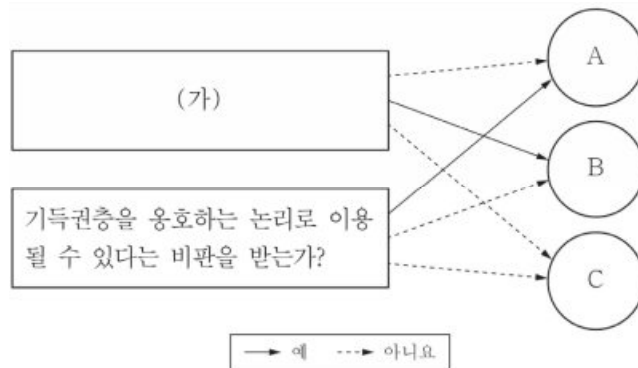 (가)
기득권층을 옹호하는 논리로 이용
될 수 있다는 비판을 받는가?
A
B
C
예
아니요